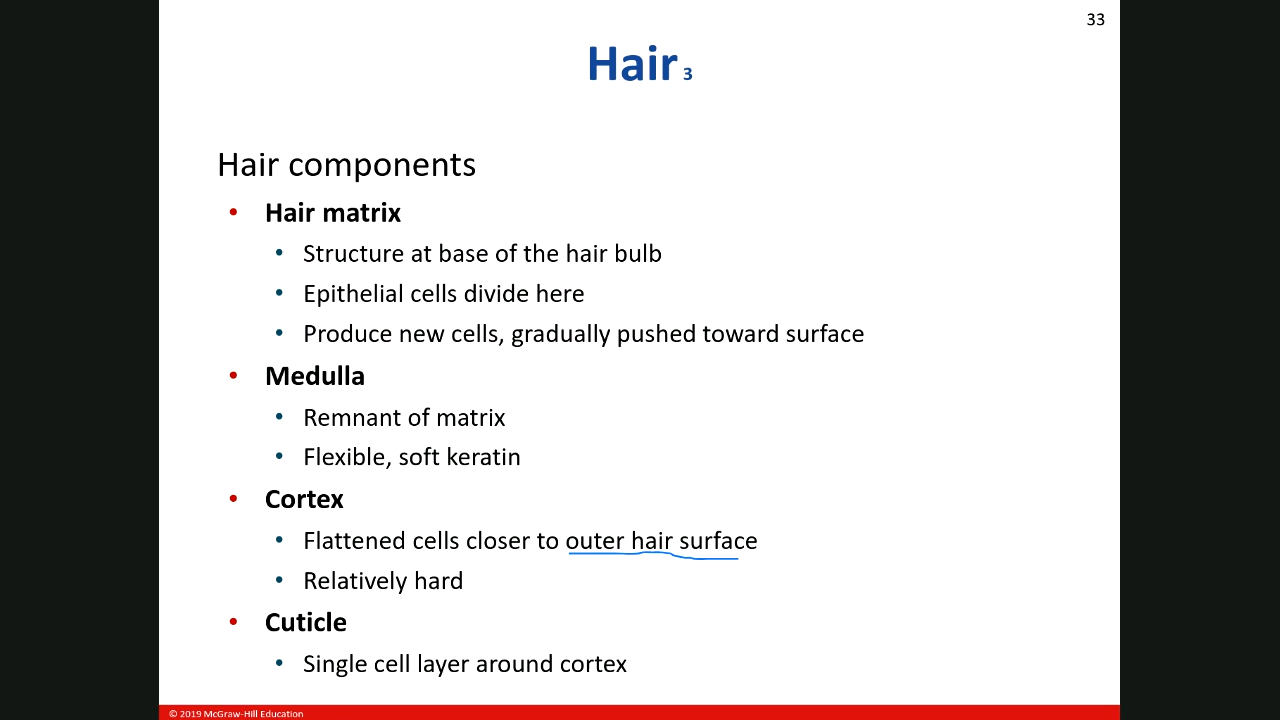 33
Hair 3
Hair components
• Hair matrix
• Structure at base of the hair bulb
• Epithelial cells divide here
• Produce new cells, gradually pushed toward surface
• Medulla
• Remnant of matrix
• Flexible, soft keratin
• Cortex
• Flattened cells closer to outer hair surface
• Relatively hard
• Cuticle
• Single cell layer around cortex
© 2019 McGraw-Hill Education